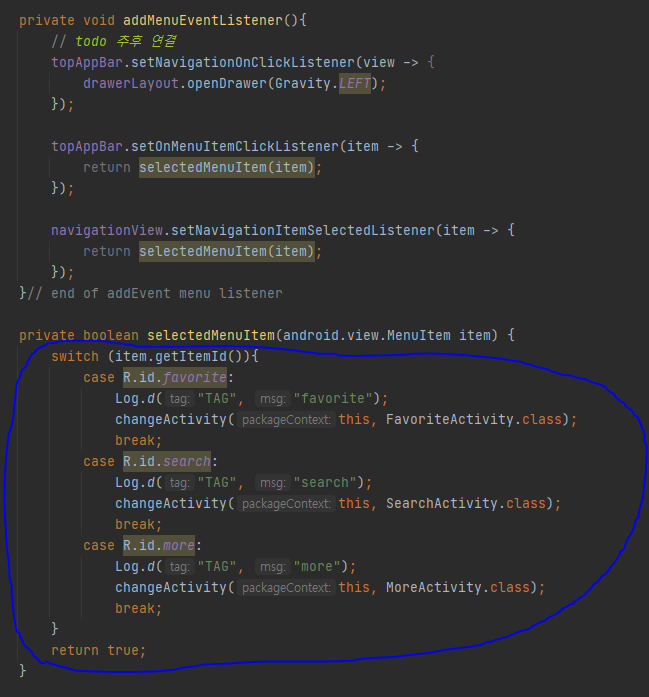 private void addMenuEventListener(){
// todo 추후 연결
topAppBar.setNavigationOnClickListener(view -> {
drawerLayout.openDrawer(Gravity.LEFT);
});
topAppBar.setOnMenuItemClickListener(item -> {
return selectedMenuItem(item);
});
navigationView.setNavigationItemSelectedListener(item -> {
return selectedMenuItem(item);
});
}// end of addEvent menu listener
private boolean selectedMenuItem(android.view.MenuItem item) {
switch (item.getItemId()){
case R.id.favorite:
Log.d( tag: "TAG", msg: "favorite");
changeActivity( packageContext: this, FavoriteActivity.class);
break;
case R.id.search:
Log.d( tag: "TAG", msg: "search");
changeActivity( packageContext: this, SearchActivity.class);
break;
case R.id.more:
Log.d( tag: "TAG", msg: "more");
changeActivity( packageContext: this, MoreActivity.class);
break;
}
return true;
}